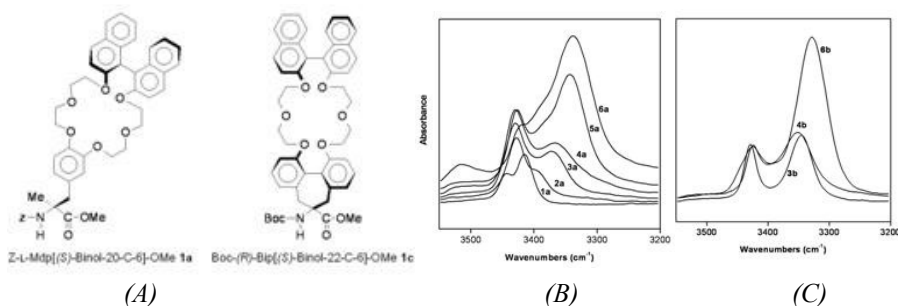 O
O
O
O
O
O
O
O
O
O
O
O
Me
z
N
H
C
OMe
O
Boc
N
H
C
OMe
O
Z-L-Mdp[(S)-Binol-20-C-6]-OMe 1a
Boc-(R)-Bip[(S)-Binol-22-C-6]-OMe 1c
(A)
B
Absorbance
6a
5a
4a
3a
2a
1a
3500 3400 3300 3200
Wavenumbers (cm-1)
(B)
C
6b
4b
3b
3500 3400 3300 3200
Wavenumbers (cm-1)
(C)